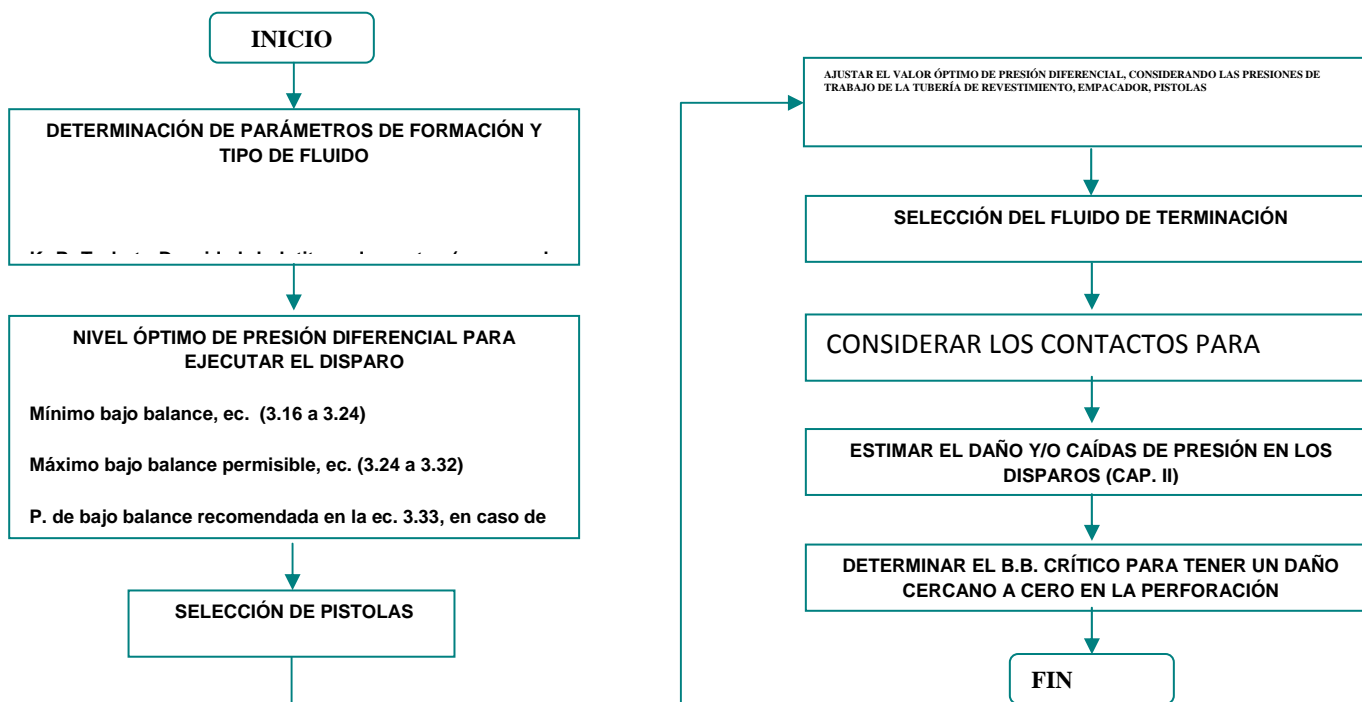 INICIO
DETERMINACIÓN DE PARÁMETROS DE FORMACIÓN Y
TIPO DE FLUIDO
NIVEL ÓPTIMO DE PRESIÓN DIFERENCIAL PARA
EJECUTAR EL DISPARO
Mínimo bajo balance, ec. (3.16 a 3.24)
Máximo bajo balance permisible, ec. (3.24 a 3.32)
P. de bajo balance recomendada en la ec. 3.33, en caso de
SELECCIÓN DE PISTOLAS
AJUSTAR EL VALOR ÓPTIMO DE PRESIÓN DIFERENCIAL, CONSIDERANDO LAS PRESIONES DE
TRABAJO DE LA TUBERÍA DE REVESTIMIENTO, EMPACADOR, PISTOLAS
SELECCIÓN DEL FLUIDO DE TERMINACIÓN
CONSIDERAR LOS CONTACTOS PARA
ESTIMAR EL DAÑO Y/O CAÍDAS DE PRESIÓN EN LOS
DISPAROS (CAP. II)
DETERMINAR EL B.B. CRÍTICO PARA TENER UN DAÑO
CERCANO A CERO EN LA PERFORACIÓN
FIN